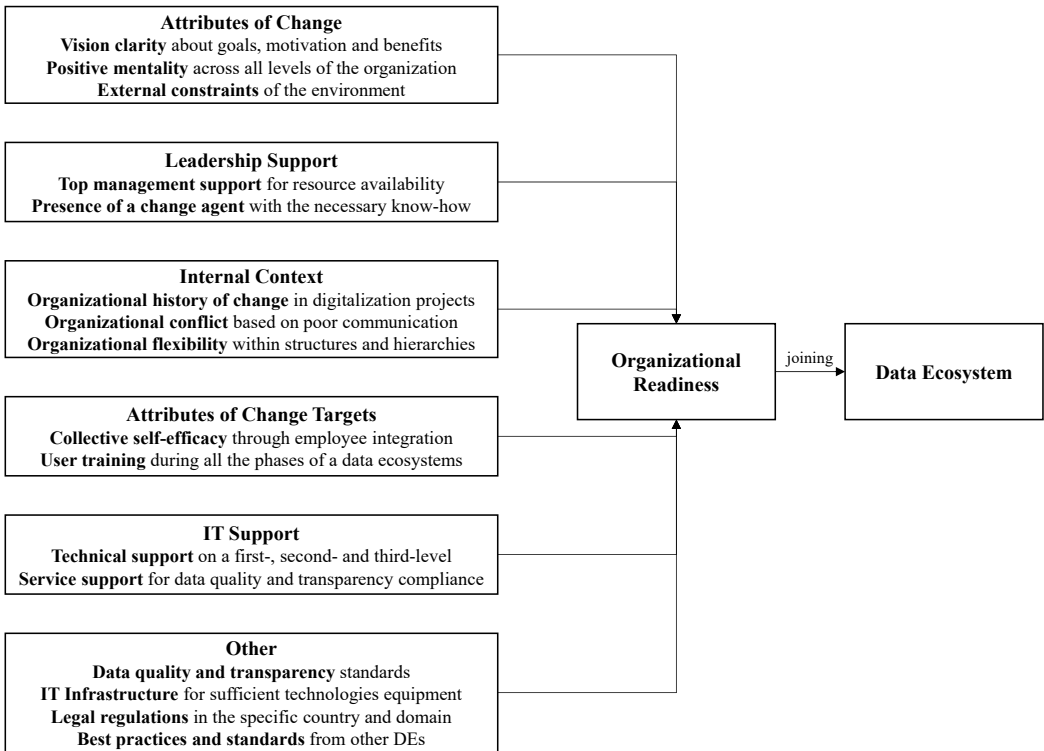 Attributes of Change
Vision clarity about goals, motivation and benefits
Positive mentality across all levels of the organization
External constraints of the environment
Leadership Support
Top management support for resource availability
Presence of a change agent with the necessary know-how
Internal Context
Organizational history of change in digitalization projects
Organizational conflict based on poor communication
Organizational flexibility within structures and hierarchies
Attributes of Change Targets
Collective self-efficacy through employee integration
User training during all the phases of a data ecosystems
IT Support
Technical support on a first-, second- and third-level
Service support for data quality and transparency compliance
Other
Data quality and transparency standards
IT Infrastructure for sufficient technologies equipment
Legal regulations in the specific country and domain
Best practices and standards from other DEs
Organizational
Readiness
joining
Data Ecosystem